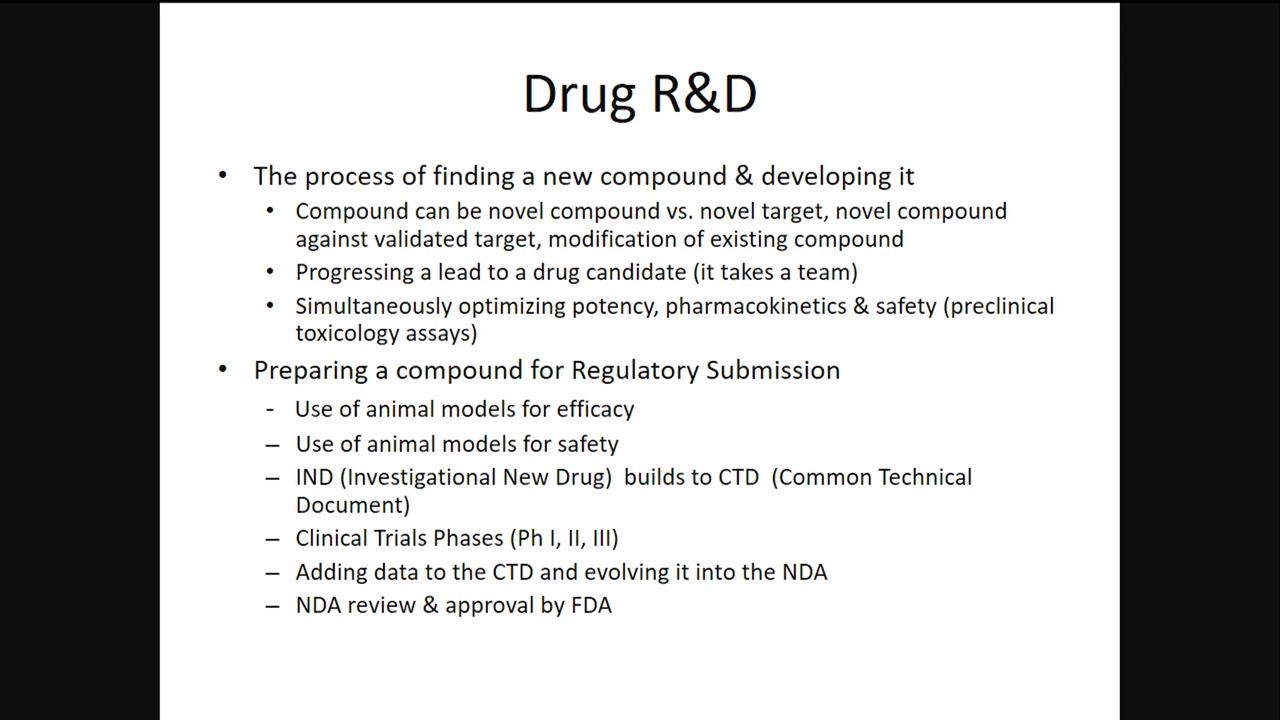 Drug R&D
• The process of finding a new compound & developing it
• Compound can be novel compound vs. novel target, novel compound
against validated target, modification of existing compound
• Progressing a lead to a drug candidate (it takes a team)
• Simultaneously optimizing potency, pharmacokinetics & safety (preclinical
toxicology assays)
• Preparing a compound for Regulatory Submission
- Use of animal models for efficacy
– Use of animal models for safety
– IND (Investigational New Drug)  builds to CTD  (Common Technical
Document)
– Clinical Trials Phases (Ph I, II, III)
– Adding data to the CTD and evolving it into the NDA
– NDA review & approval by FDA